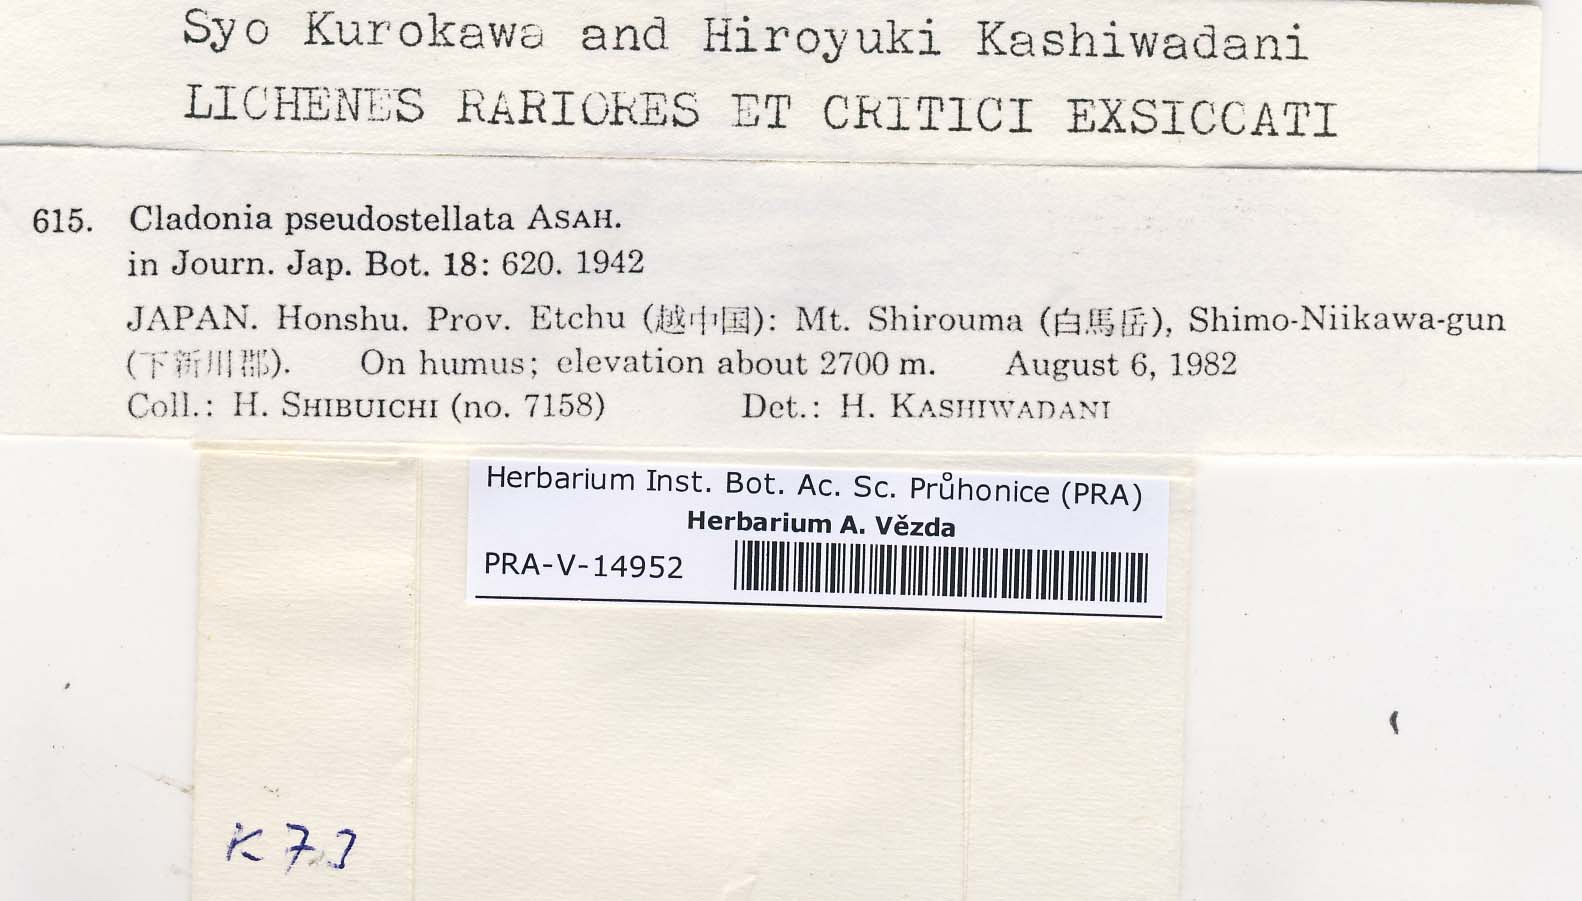 Syo Kurokawa and Hiroyuki Kashiwadani
LICHENES RARIORES ET CRITICI EXSICCATI
615. Cladonia pseudostellata ASAH.
in Journ. Jap. Bot. 18: 620. 1942
JAPAN. Honshu. Prov. Etchu (越中国): Mt. Shirouma (白馬岳), Shimo-Niikawa-gun
(下新川郡). On humus; elevation about 2700 m. August 6, 1982
Coll.: H. SHIBUICHI (no. 7158) Det.: H. KASHIWADANI
Herbarium Inst. Bot. Ac. Sc. Průhonice (PRA)
Herbarium A. Vězda
PRA-V-14952
K 73